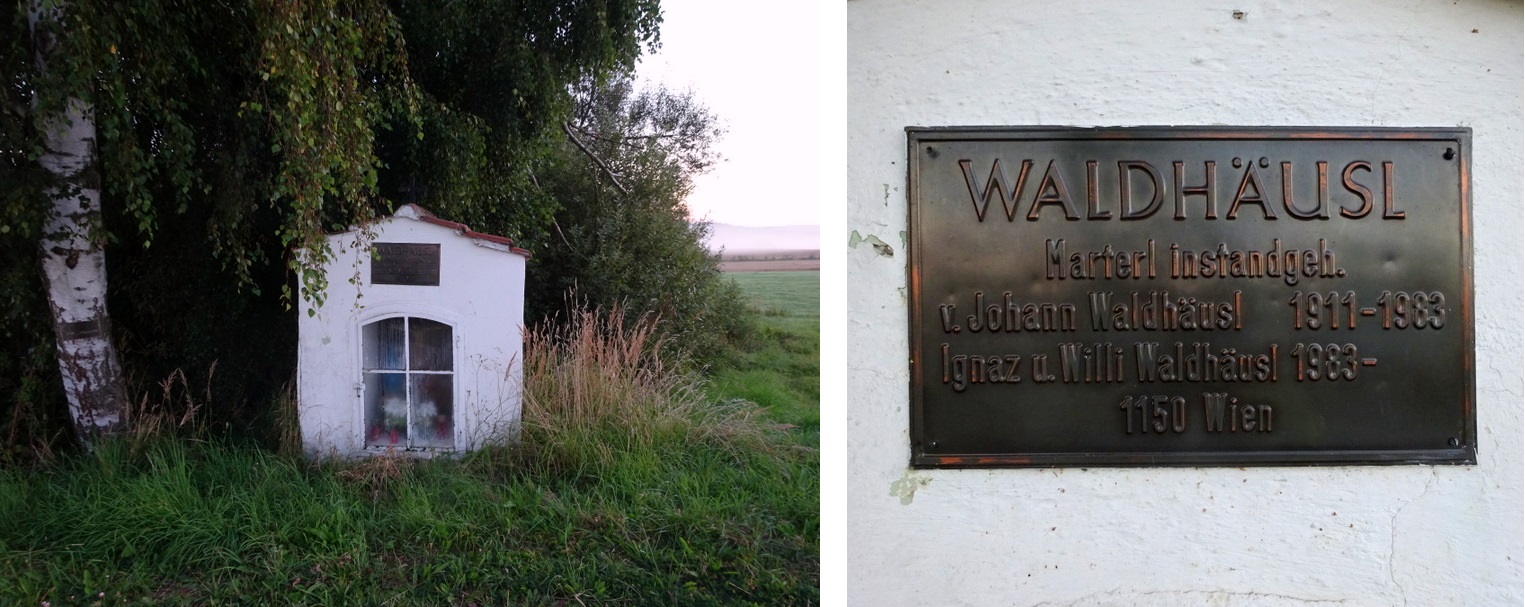 WALDHÄUSL
Marterl instandgeh.
v. Johann Waldhäusl 1911-1983
Ignaz u. Willi Waldhäusl 1983-
1150 Wien